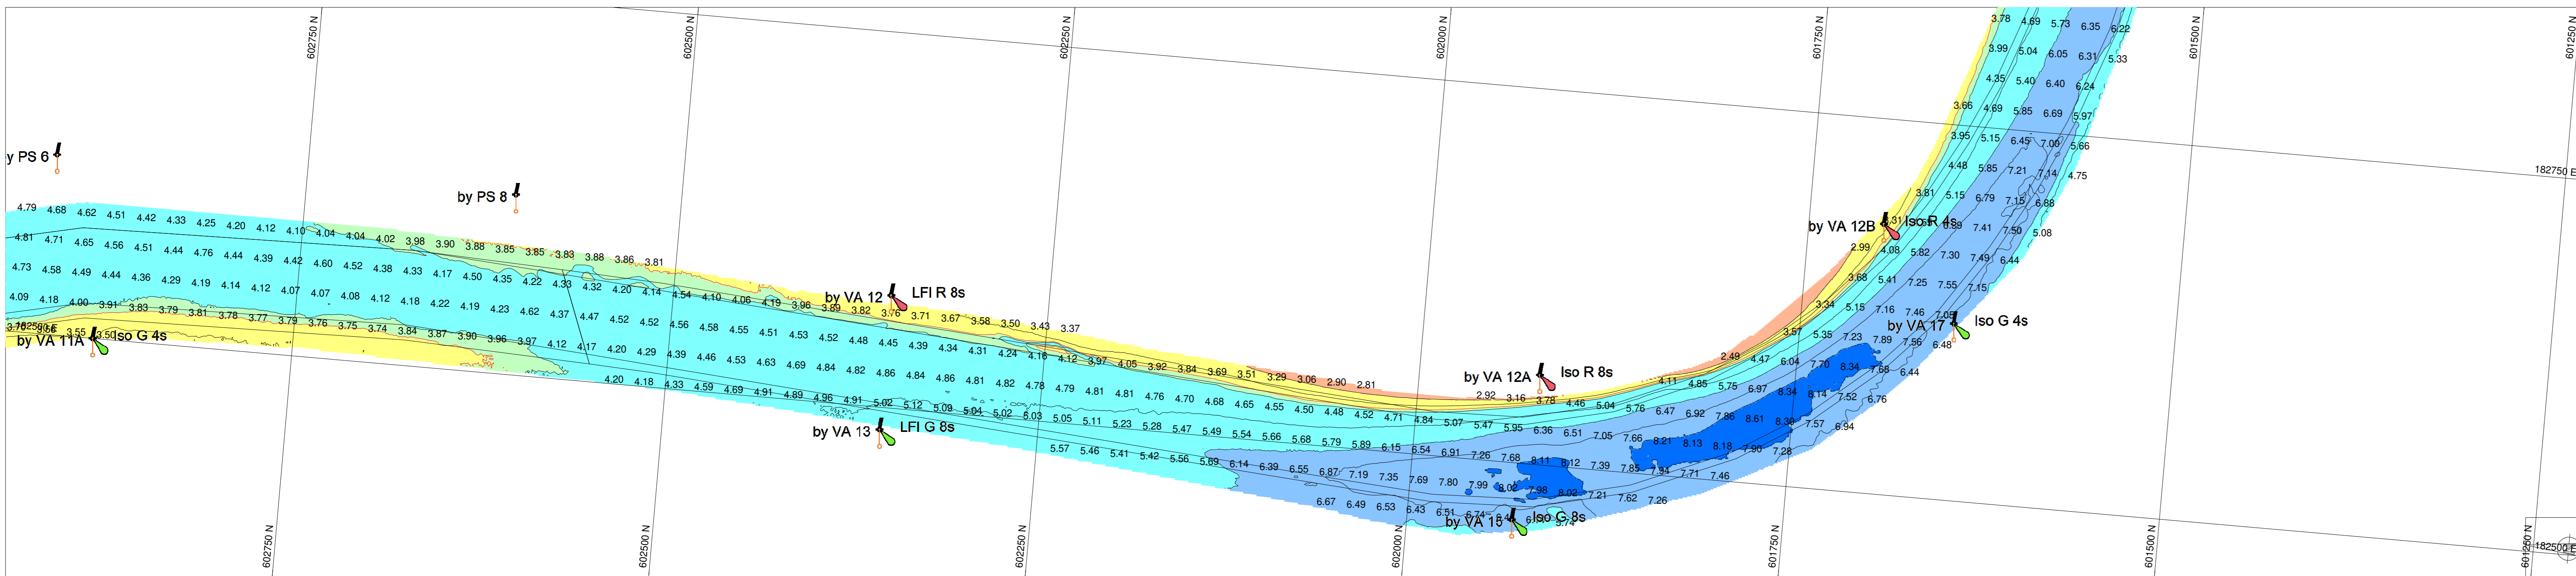 602750 N
602500 N
602250 N
602000 N
601750 N
601500 N
601250 N
3.78 4.69 5.73 6.35 6.22
3.99 5.04 6.05 6.31 5.33
4.35 5.40 6.40 6.24
3.66 4.69 5.85 6.69 5.97
3.95 5.15 6.45 7.00 5.66
4.48 5.85 7.21 7.14 4.75
182750 E
y PS 6
by PS 8
3.81 5.15 6.79 7.15 6.88
by VA 12B
Iso R 4s
7.41 7.50 5.08
2.99 4.08 5.82 7.30 7.49 6.44
3.68 5.41 7.25 7.55 7.15
3.34 5.15 7.16 7.46 7.05
by VA 17
Iso G 4s
3.57 5.35 7.23 7.89 7.56 6.48
2.49 4.47 6.04 7.70 8.34 7.68 6.44
4.79 4.68 4.62 4.51 4.42 4.33 4.25 4.20 4.12 4.10 4.04 4.04 4.02 3.98 3.90 3.88 3.85 3.85 3.83 3.88 3.86 3.81
4.81 4.71 4.65 4.56 4.51 4.44 4.76 4.44 4.39 4.42 4.60 4.52 4.38 4.33 4.17 4.50 4.35 4.22 4.33 4.32 4.20 4.14 4.54 4.10 4.06 4.19 3.96 3.89 3.82 3.76 3.71 3.67 3.58 3.50 3.43 3.37
by VA 12
LFl R 8s
4.73 4.58 4.49 4.44 4.36 4.29 4.19 4.14 4.12 4.07 4.07 4.08 4.12 4.18 4.22 4.19 4.23 4.62 4.37 4.47 4.52 4.52 4.56 4.58 4.55 4.51 4.53 4.52 4.48 4.45 4.39 4.34 4.31 4.24 4.16 4.12 3.97 4.05 3.92 3.84 3.69 3.51 3.29 3.06 2.90 2.81
by VA 12A
Iso R 8s
2.92 3.16 3.78 4.46 5.04 5.76 6.47 6.92 7.86 8.61 8.30 7.57 6.94
4.11 4.85 5.75 6.97 8.34 8.14 7.52 6.76
4.09 4.18 4.00 3.91 3.83 3.79 3.81 3.78 3.77 3.79 3.76 3.75 3.74 3.84 3.87 3.90 3.96 3.97 4.12 4.17 4.20 4.29 4.39 4.46 4.53 4.63 4.69 4.84 4.82 4.84 4.86 4.81 4.82 4.78 4.79 4.81 4.81 4.76 4.70 4.68 4.65 4.55 4.50 4.48 4.52 4.71 4.84 5.07 5.47 5.95 6.36 6.51 7.05 7.66 8.21 8.13 8.18 7.90 7.28
182500 E
3.55 3.50
by VA 11A
Iso G 4s
4.20 4.18 4.33 4.59 4.69 4.91 4.89 4.96 4.91 5.02 5.12 5.09 5.04 5.02 5.03 5.05 5.11 5.23 5.28 5.47 5.49 5.54 5.66 5.68 5.79 5.89 6.15 6.54 6.91 7.26 7.68 8.11 8.12 7.39 7.85 7.94 7.71 7.46
by VA 13
LFl G 8s
5.57 5.46 5.41 5.42 5.56 5.69 6.14 6.39 6.55 6.87 7.19 7.35 7.69 7.80 7.99 8.02 7.98 8.02 7.21 7.62 7.26
6.67 6.49 6.53 6.43 6.51 6.74
by VA 15
Iso G 8s
5.74
602750 N
602500 N
602250 N
602000 N
601750 N
601500 N
601250 N
182500 E